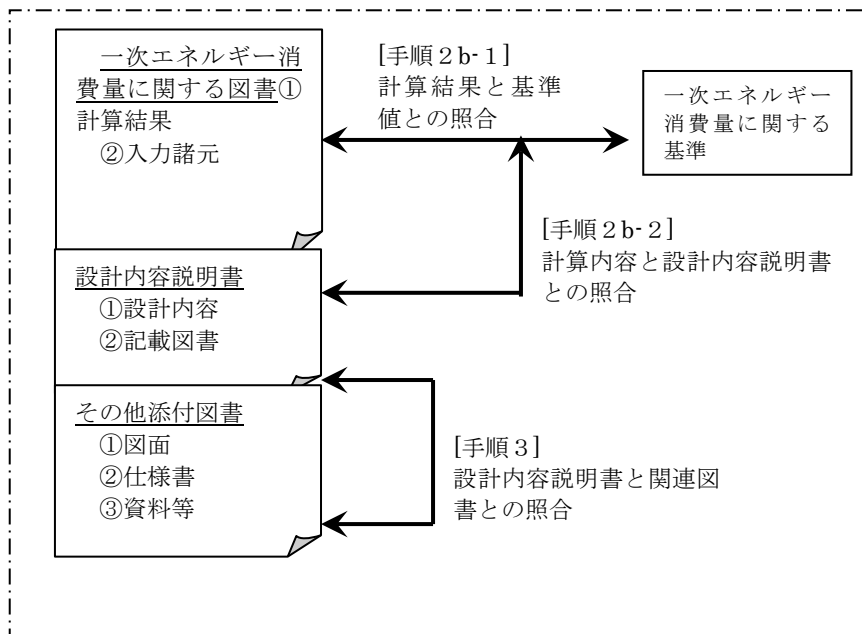 一次エネルギー消
費量に関する図書①
計算結果
②入力諸元
[手順２b-１]
計算結果と基準
値との照合
一次エネルギー
消費量に関する
基準
[手順２b-２]
計算内容と設計内容説明書
との照合
設計内容説明書
①設計内容
②記載図書
その他添付図書
①図面
②仕様書
③資料等
[手順３]
設計内容説明書と関連図
書との照合